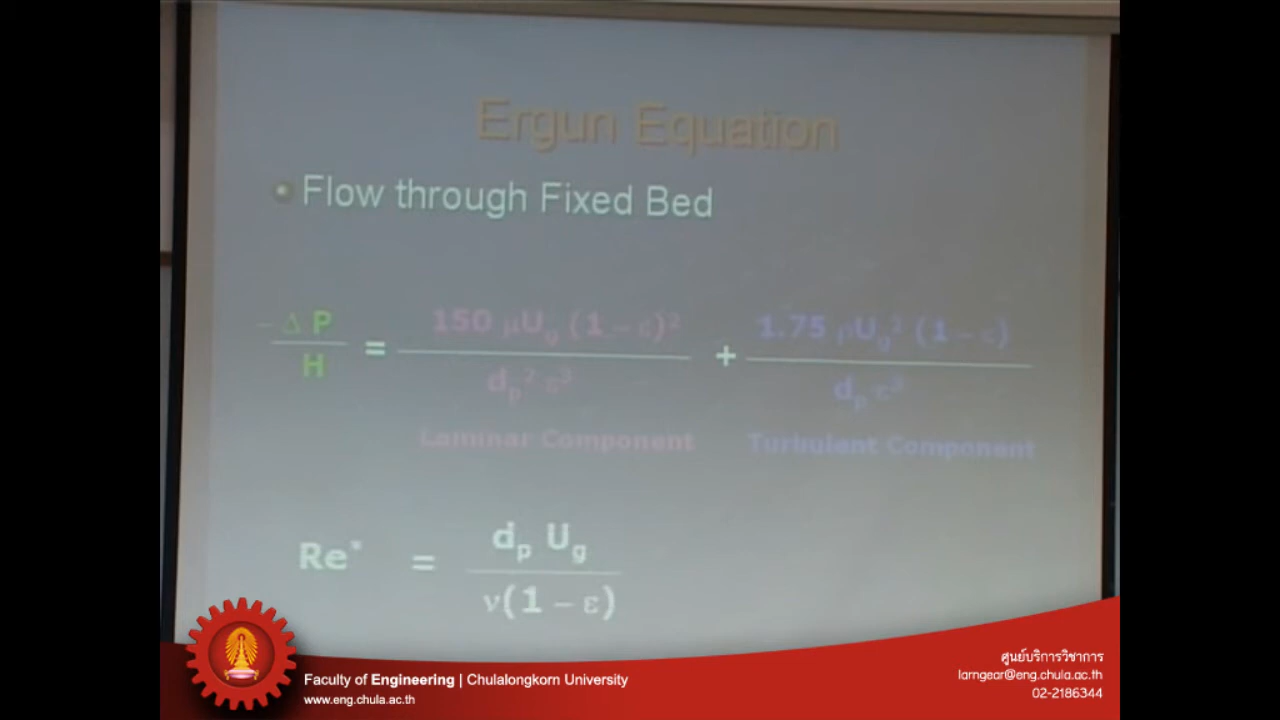 Ergun Equation
Flow through Fixed Bed
-Δ P / H = 150 μUg (1 - ε)² / dp² ε³ + 1.75 ρUg² (1 - ε) / dp ε³
Laminar Component
Turbulant Component
Re* = dp Ug / ν(1 - ε)
Faculty of Engineering | Chulalongkorn University
www.eng.chula.ac.th
ศูนย์บริการวิชาการ
larngear@eng.chula.ac.th
02-2186344